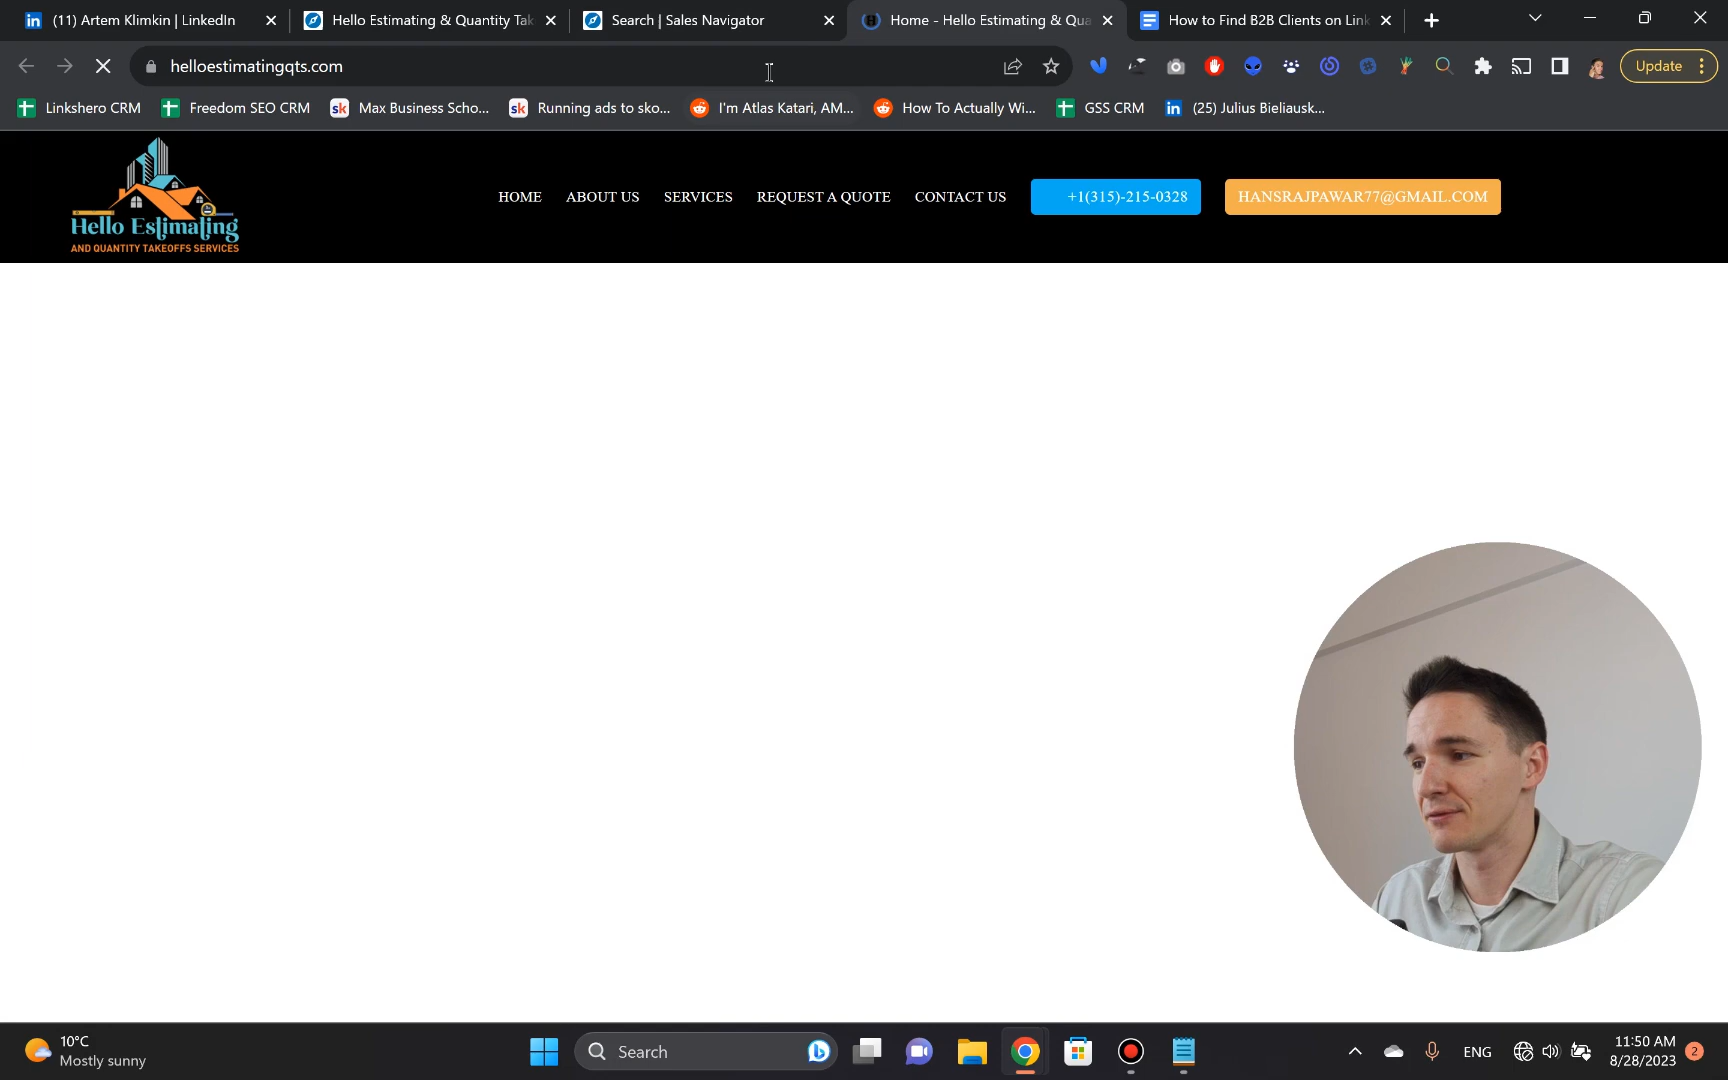 (11) Artem Klimkin | LinkedIn
Hello Estimating & Quantity Tak
Search | Sales Navigator
Home - Hello Estimating & Qua
How to Find B2B Clients on Link
helloestimatingqts.com
Update
Linkshero CRM
Freedom SEO CRM
sk Max Business Scho...
sk Running ads to sko...
I'm Atlas Katari, AM...
How To Actually Wi...
GSS CRM
in (25) Julius Bieliausk...
Hello Estimating
AND QUANTITY TAKEOFFS SERVICES
HOME
ABOUT US
SERVICES
REQUEST A QUOTE
CONTACT US
+1(315)-215-0328
HANSRAJPAWAR77@GMAIL.COM
10°C
Mostly sunny
Search
ENG
11:50 AM
8/28/2023
2